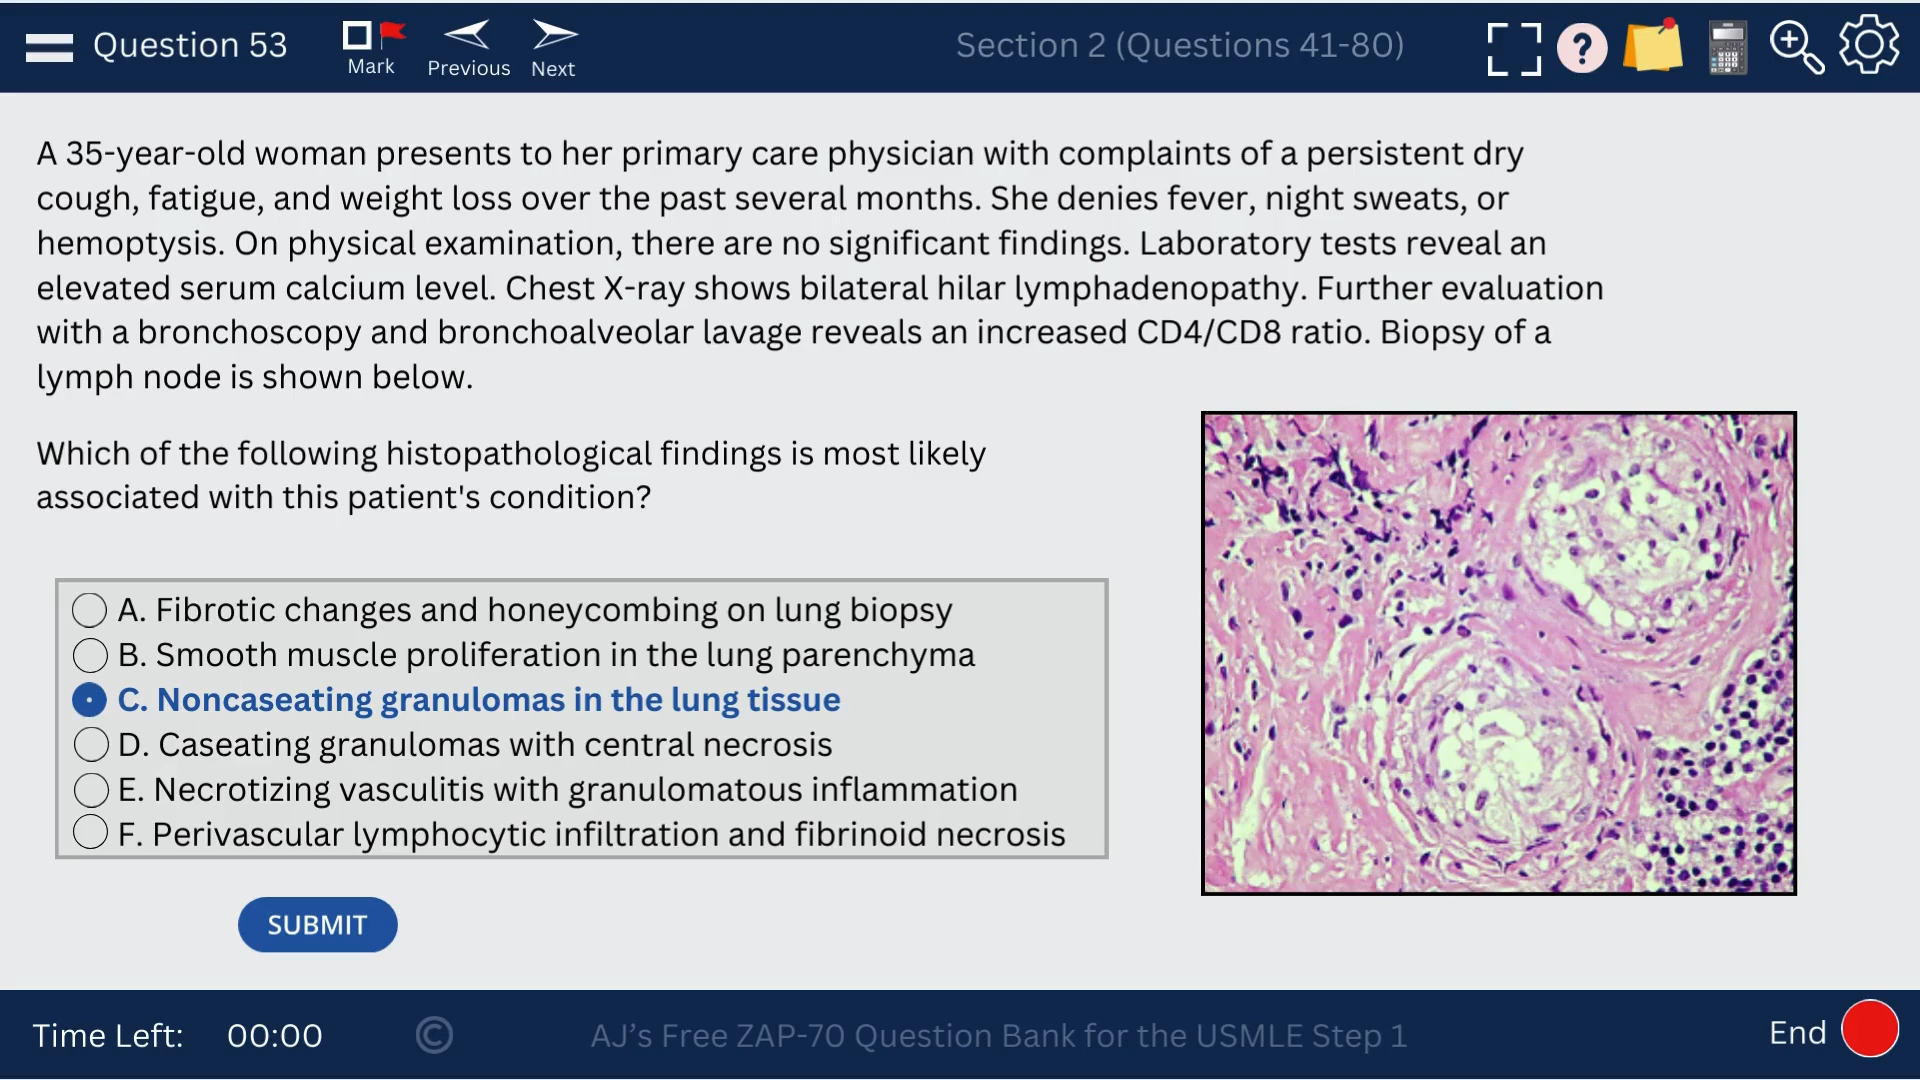 Question 53
Mark
Previous
Next
Section 2 (Questions 41-80)
?
A 35-year-old woman presents to her primary care physician with complaints of a persistent dry
cough, fatigue, and weight loss over the past several months. She denies fever, night sweats, or
hemoptysis. On physical examination, there are no significant findings. Laboratory tests reveal an
elevated serum calcium level. Chest X-ray shows bilateral hilar lymphadenopathy. Further evaluation
with a bronchoscopy and bronchoalveolar lavage reveals an increased CD4/CD8 ratio. Biopsy of a
lymph node is shown below.
Which of the following histopathological findings is most likely
associated with this patient's condition?
A. Fibrotic changes and honeycombing on lung biopsy
B. Smooth muscle proliferation in the lung parenchyma
C. Noncaseating granulomas in the lung tissue
D. Caseating granulomas with central necrosis
E. Necrotizing vasculitis with granulomatous inflammation
F. Perivascular lymphocytic infiltration and fibrinoid necrosis
SUBMIT
Time Left: 00:00
©
AJ’s Free ZAP-70 Question Bank for the USMLE Step 1
End